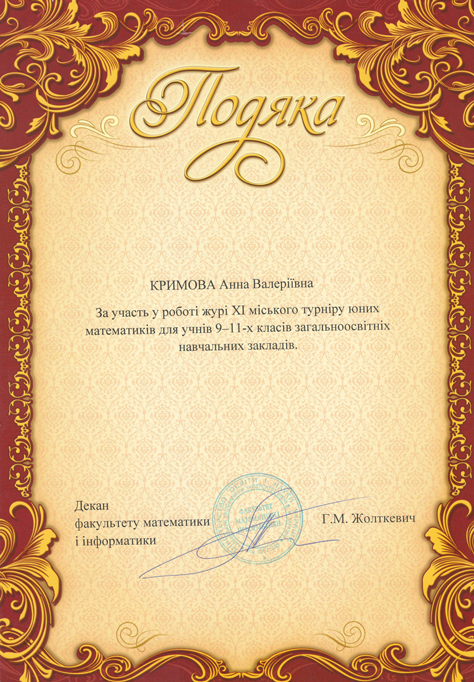 Подяка
КРИМОВА Анна Валеріївна
За участь у роботі журі XI міського турніру юних
математиків для учнів 9–11-х класів загальноосвітніх
навчальних закладів.
Декан
факультету математики
і інформатики
Г.М. Жолткевич